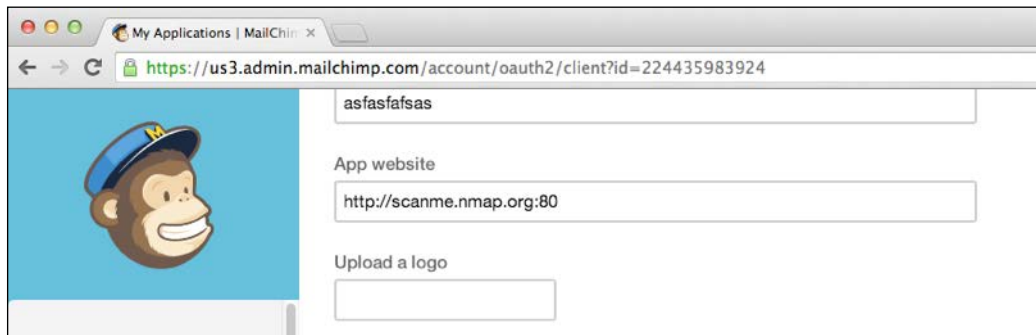 My Applications | MailChim
https://us3.admin.mailchimp.com/account/oauth2/client?id=224435983924
asfasfafsas
App website
http://scanme.nmap.org:80
Upload a logo